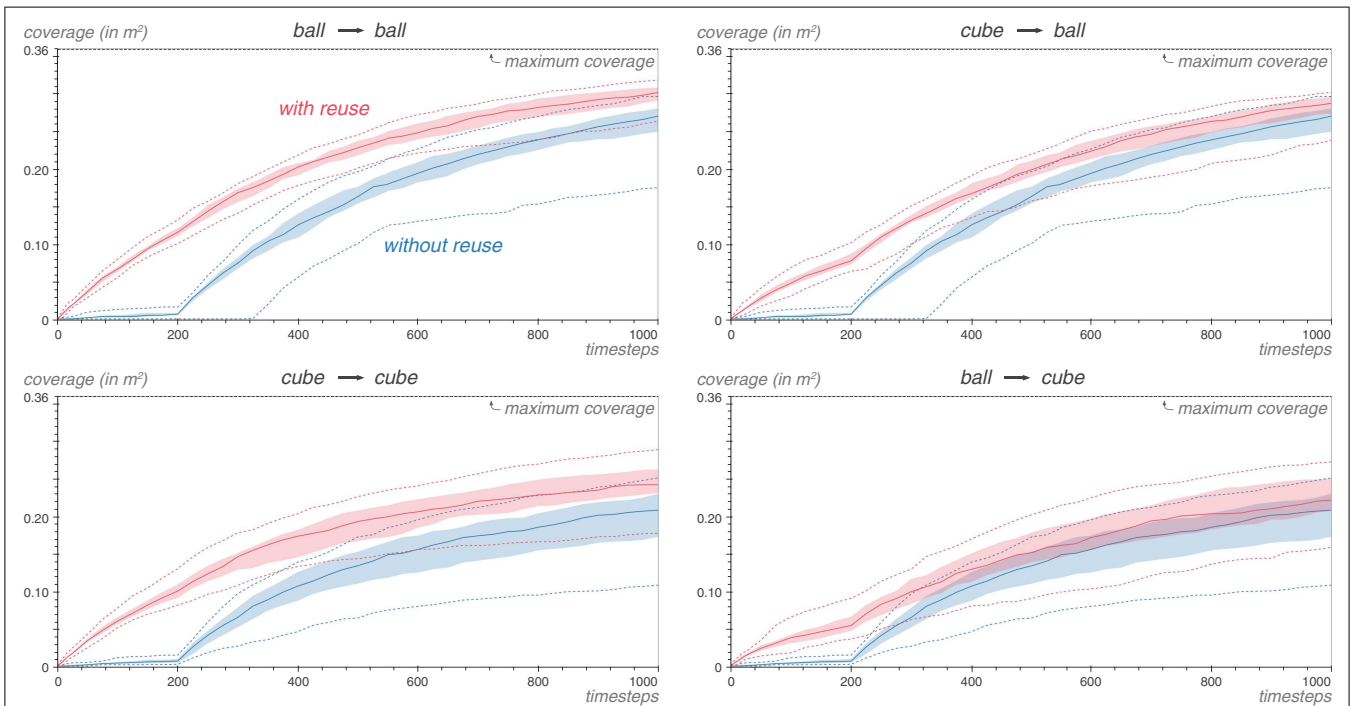 coverage (in m²) ball → ball
0.36
maximum coverage
with reuse
0.20
without reuse
0.10
0
0 200 400 600 800 1000
timesteps
coverage (in m²) cube → ball
0.36
maximum coverage
0.20
0.10
0
0 200 400 600 800 1000
timesteps
coverage (in m²) cube → cube
0.36
maximum coverage
0.20
0.10
0
0 200 400 600 800 1000
timesteps
coverage (in m²) ball → cube
0.36
maximum coverage
0.20
0.10
0
0 200 400 600 800 1000
timesteps